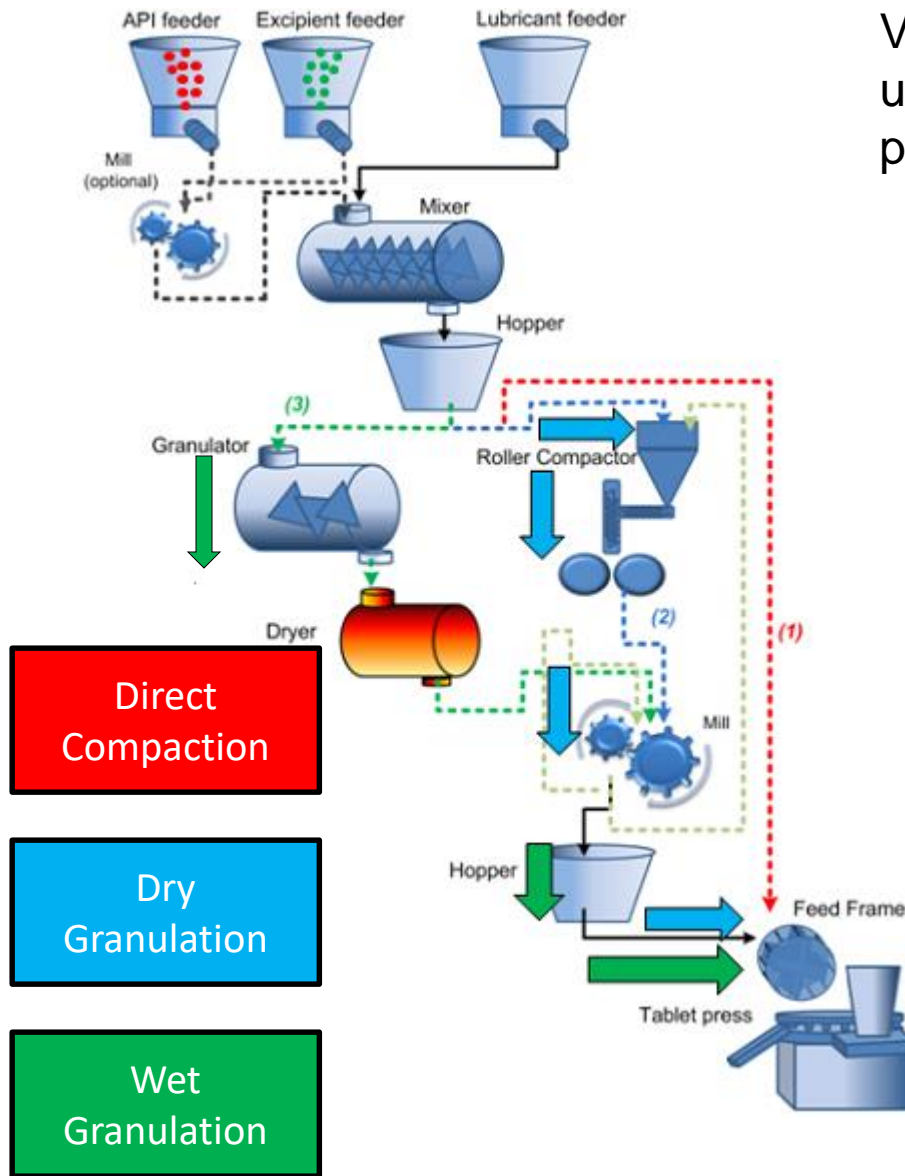 API feeder
Excipient feeder
Lubricant feeder
Mill
(optional)
Mixer
Hopper
(3)
Granulator
Roller Compactor
(2)
(1)
Dryer
Mill
Direct
Compaction
Dry
Granulation
Hopper
Feed Frame
Tablet press
Wet
Granulation
V
u
p